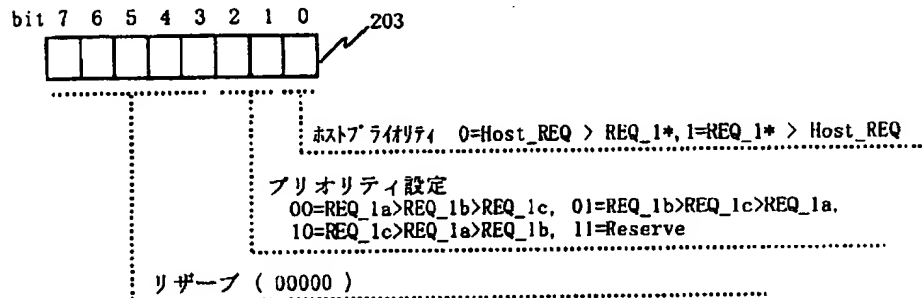 bit 7 6 5 4 3 2 1 0
203
ホストプライオリティ 0=Host_REQ > REQ_1*, 1=REQ_1* > Host_REQ
プリオリティ設定
00=REQ_1a>REQ_1b>REQ_1c, 01=REQ_1b>REQ_1c>REQ_1a,
10=REQ_1c>REQ_1a>REQ_1b, 11=Reserve
リザーブ ( 00000 )